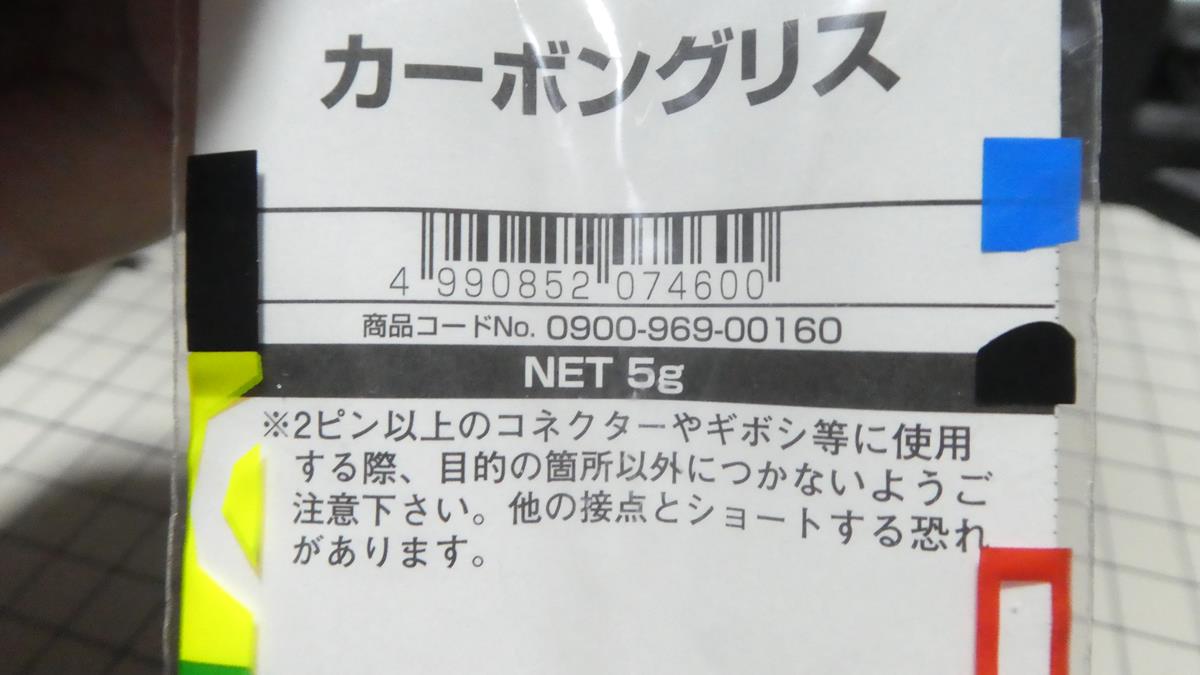 カーボングリス
4 990852 074600
商品コードNo. 0900-969-00160
NET 5g
※2ピン以上のコネクターやギボシ等に使用
する際、目的の箇所以外につかないようご
注意下さい。他の接点とショートする恐れ
があります。